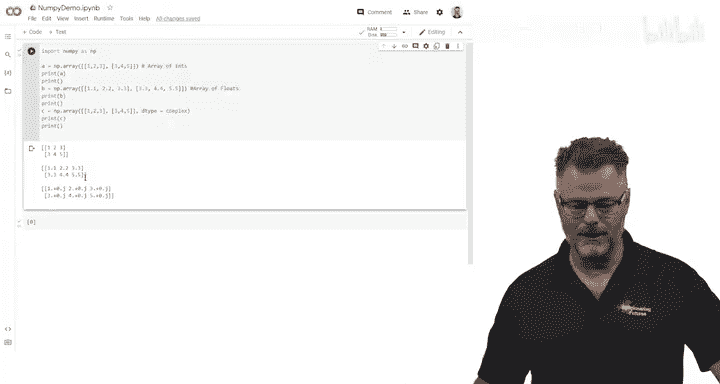 NumpyDemo.ipynb
Comment
Share
File Edit View Insert Runtime Tools Help All changes saved
+ Code + Text
RAM
Disk
Editing
import numpy as np
a = np.array([[1,2,3], [3,4,5]]) # Array of Ints
print(a)
print()
b = np.array([[1.1, 2.2, 3.3], [3.3, 4.4, 5.5]]) #Array of Floats
print(b)
print()
c = np.array([[1,2,3], [3,4,5]], dtype = complex)
print(c)
print()
[[1 2 3]
[3 4 5]]
[[1.1 2.2 3.3]
[3.3 4.4 5.5]]
[[1.+0.j 2.+0.j 3.+0.j]
[3.+0.j 4.+0.j 5.+0.j]]
[0]
bilibili
Futures